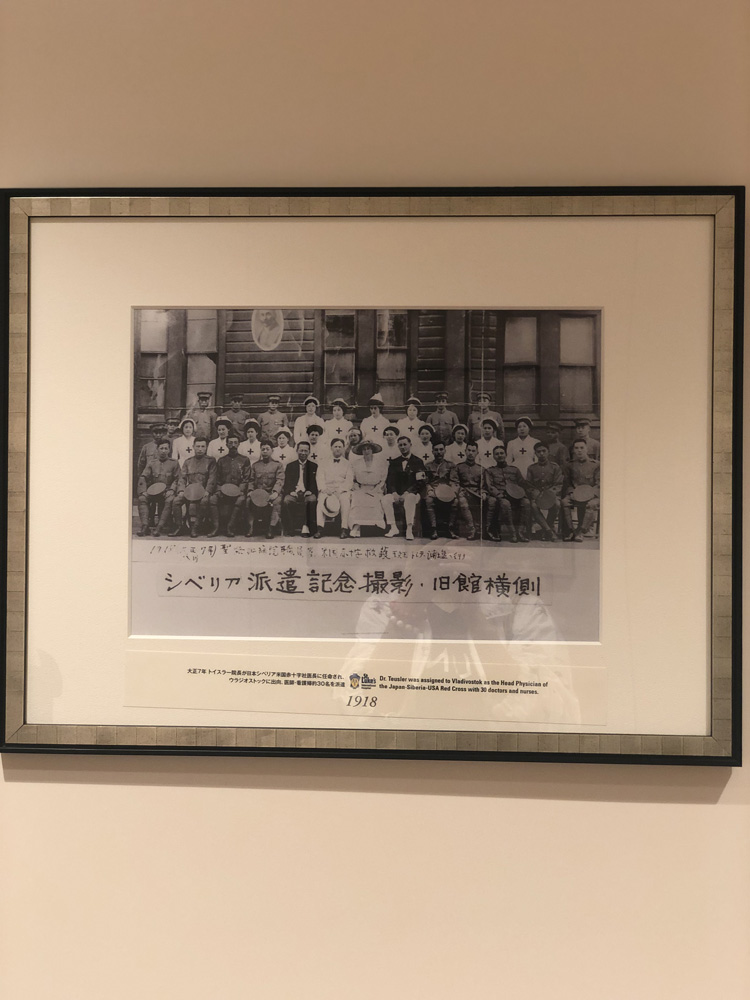 シベリア派遣記念撮影・旧館横側
大正7年 トイスラー院長が日本シベリア米国赤十字社医長に任命され、
ウラジオストックに出向、医師・看護婦約30名を派遣
St. Luke's
Dr. Teusler was assigned to Vladivostok as the Head Physician of
the Japan-Siberia-USA Red Cross with 30 doctors and nurses.
1918